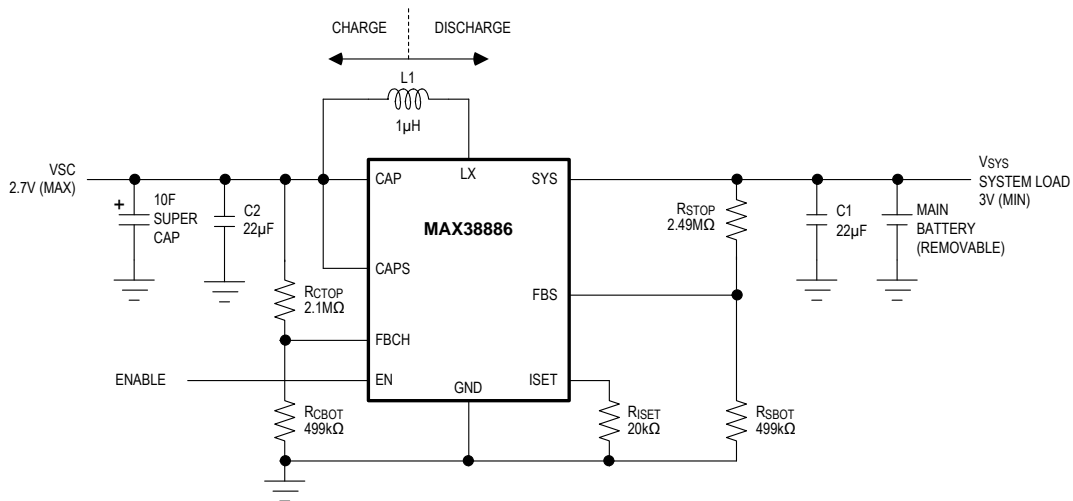 CHARGE
DISCHARGE
L1
1µH
VSC
2.7V (MAX)
+
10F
SUPER
CAP
C2
22µF
CAP
LX
SYS
MAX38886
CAPS
FBS
FBCH
EN
GND
ISET
RCTOP
2.1MΩ
ENABLE
RCBOT
499kΩ
RISET
20kΩ
RSTOP
2.49MΩ
RSBOT
499kΩ
C1
22µF
MAIN
BATTERY
(REMOVABLE)
VSYS
SYSTEM LOAD
3V (MIN)